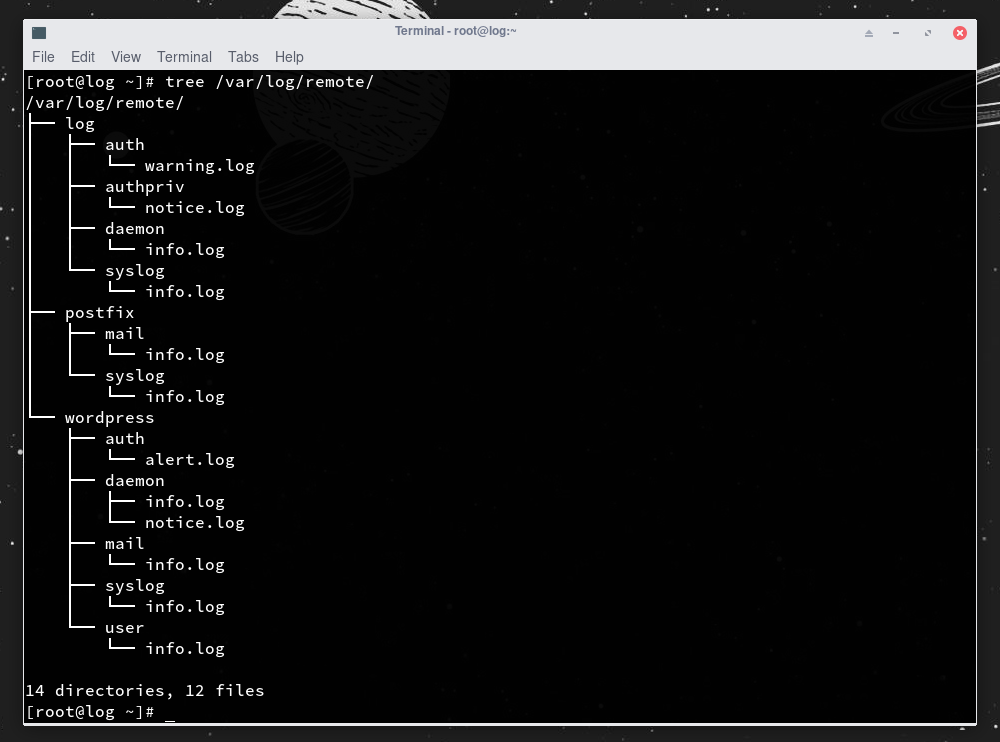 Terminal - root@log:~
File Edit View Terminal Tabs Help
[root@log ~]# tree /var/log/remote/
/var/log/remote/
├── log
│   ├── auth
│   │   └── warning.log
│   ├── authpriv
│   │   └── notice.log
│   ├── daemon
│   │   └── info.log
│   └── syslog
│       └── info.log
├── postfix
│   ├── mail
│   │   └── info.log
│   └── syslog
│       └── info.log
└── wordpress
    ├── auth
    │   └── alert.log
    ├── daemon
    │   ├── info.log
    │   └── notice.log
    ├── mail
    │   └── info.log
    ├── syslog
    │   └── info.log
    └── user
        └── info.log
14 directories, 12 files
[root@log ~]# _